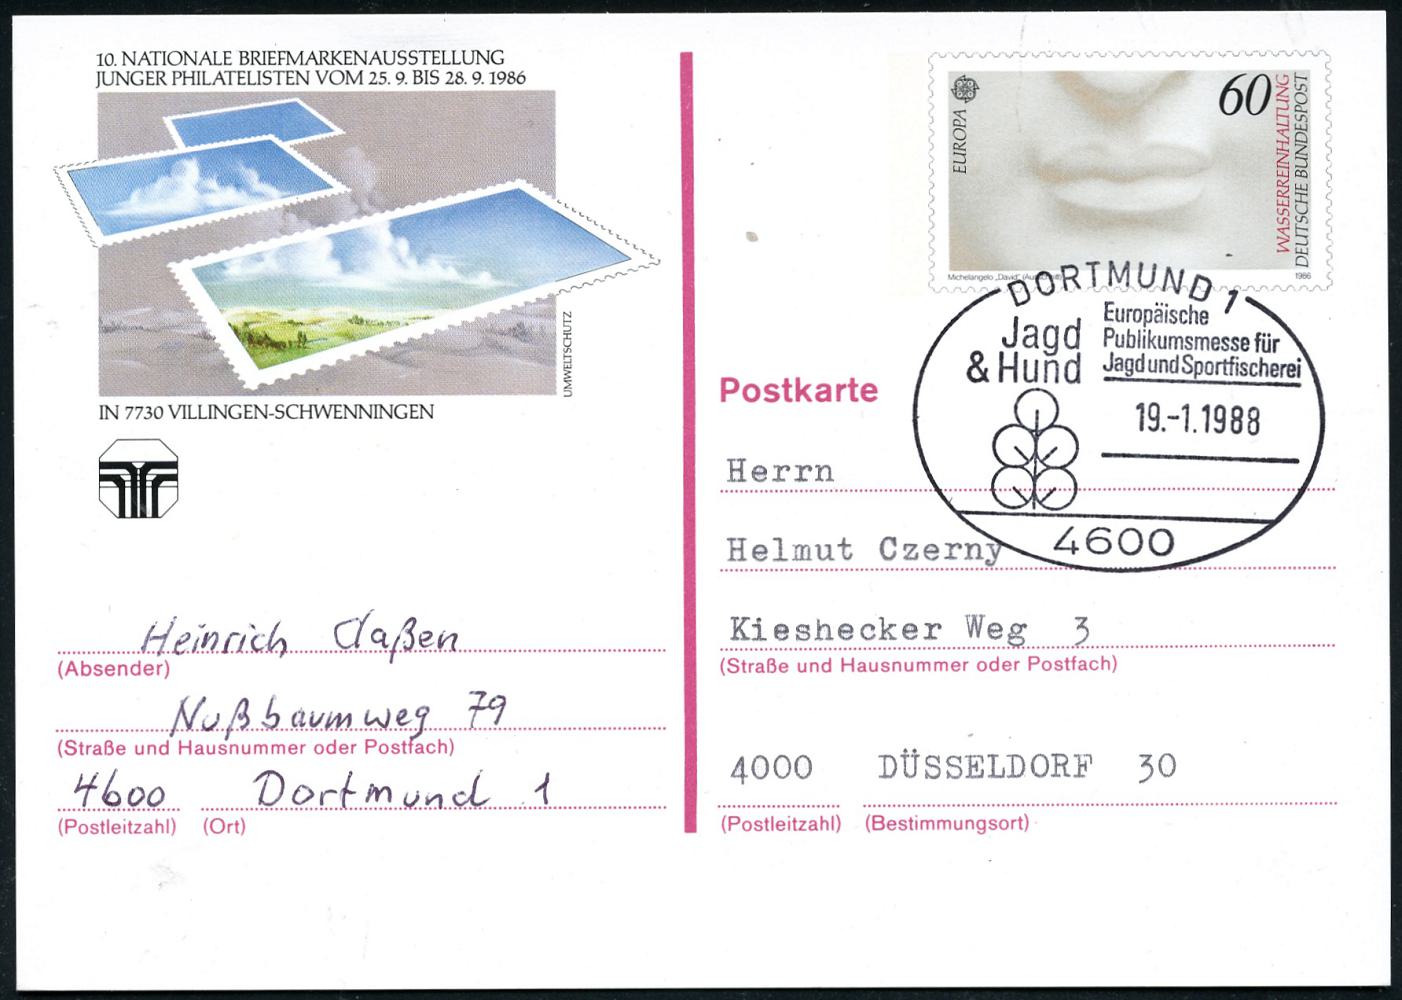 10. NATIONALE BRIEFMARKENAUSSTELLUNG
JUNGER PHILATELISTEN VOM 25. 9. BIS 28. 9. 1986
UMWELTSCHUTZ
IN 7730 VILLINGEN-SCHWENNINGEN
Heinrich Claßen
(Absender)
Nußbaumweg 79
(Straße und Hausnummer oder Postfach)
4600 Dortmund 1
(Postleitzahl) (Ort)
EUROPA
60
WASSERREINHALTUNG
DEUTSCHE BUNDESPOST
Michelangelo „David“ (Ausschnitt)
1986
DORTMUND 1
Jagd
& Hund
Europäische
Publikumsmesse für
Jagd und Sportfischerei
19.-1.1988
4600
Postkarte
Herrn
Helmut Czerny
Kieshecker Weg 3
(Straße und Hausnummer oder Postfach)
4000 DÜSSELDORF 30
(Postleitzahl) (Bestimmungsort)